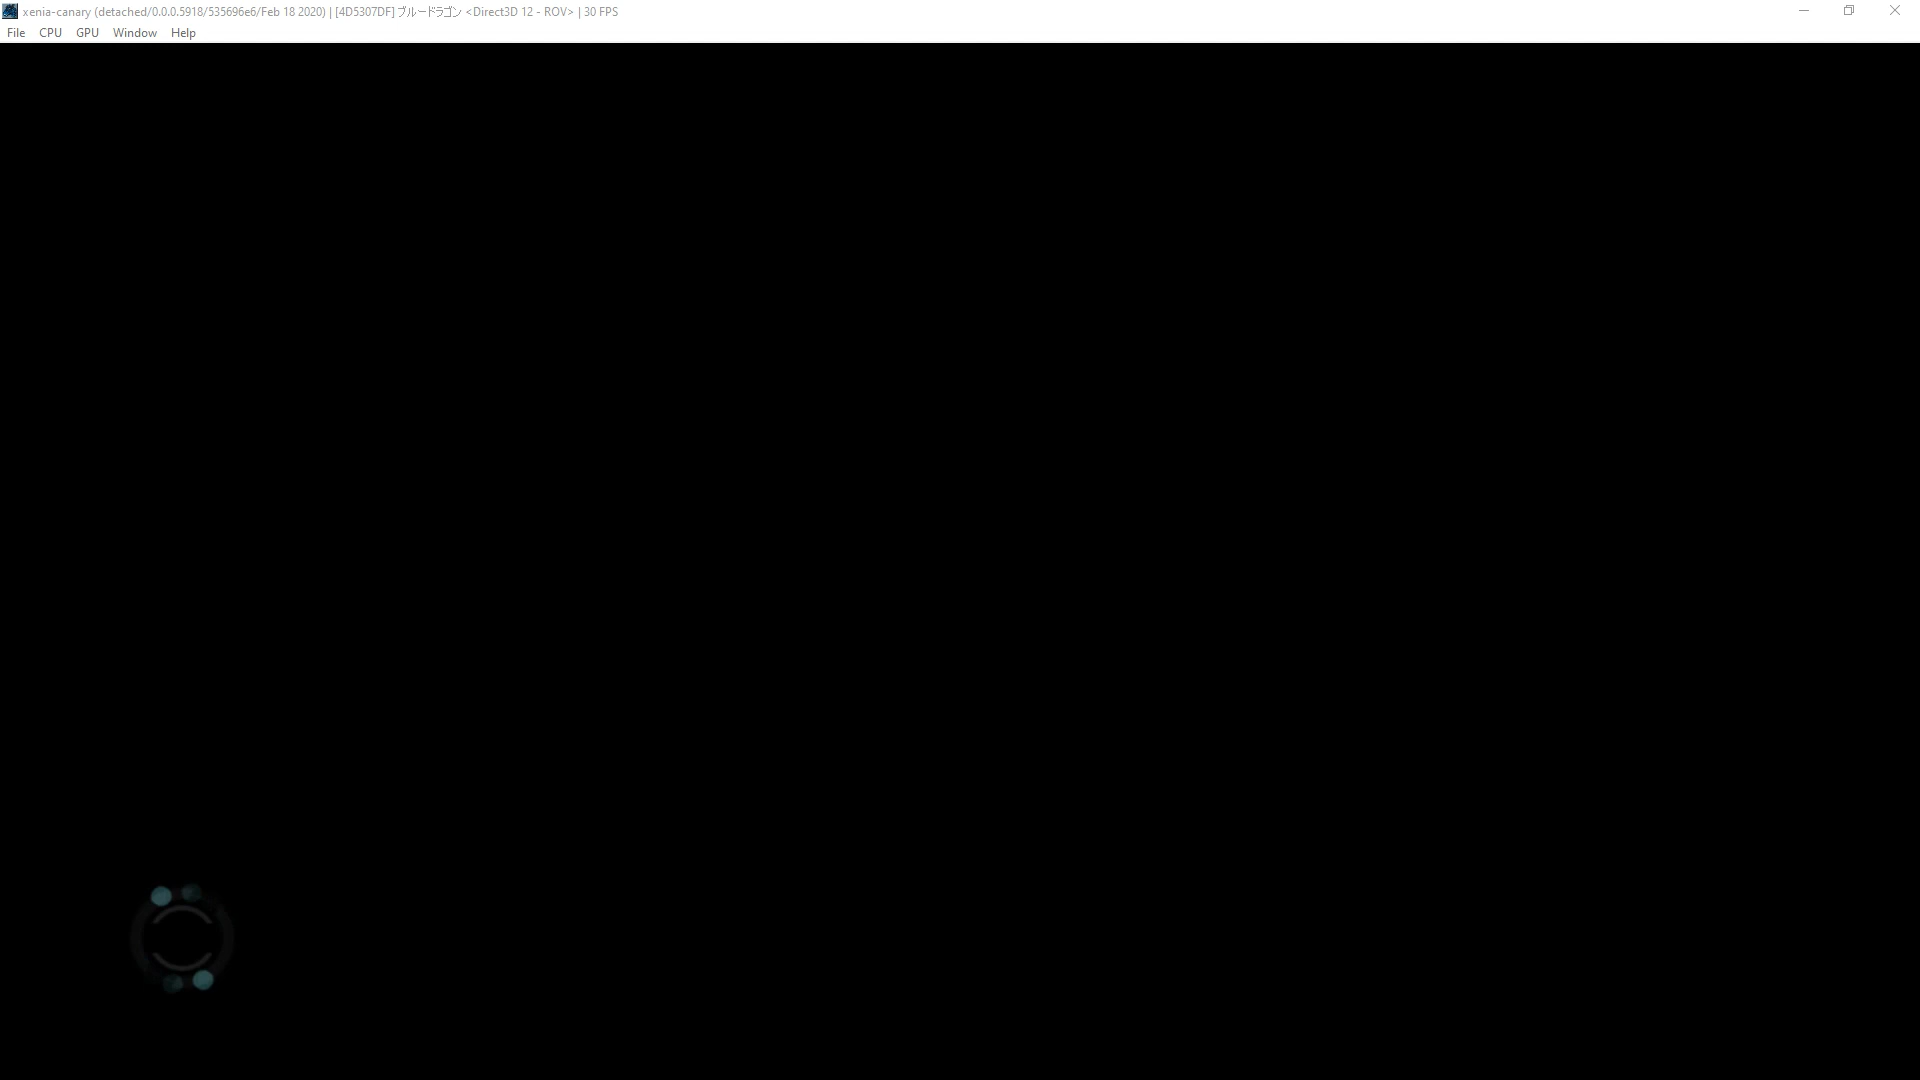 xenia-canary (detached/0.0.0.5918/535696e6/Feb 18 2020) | [4D5307DF] ブルードラゴン <Direct3D 12 - ROV> | 30 FPS
File CPU GPU Window Help